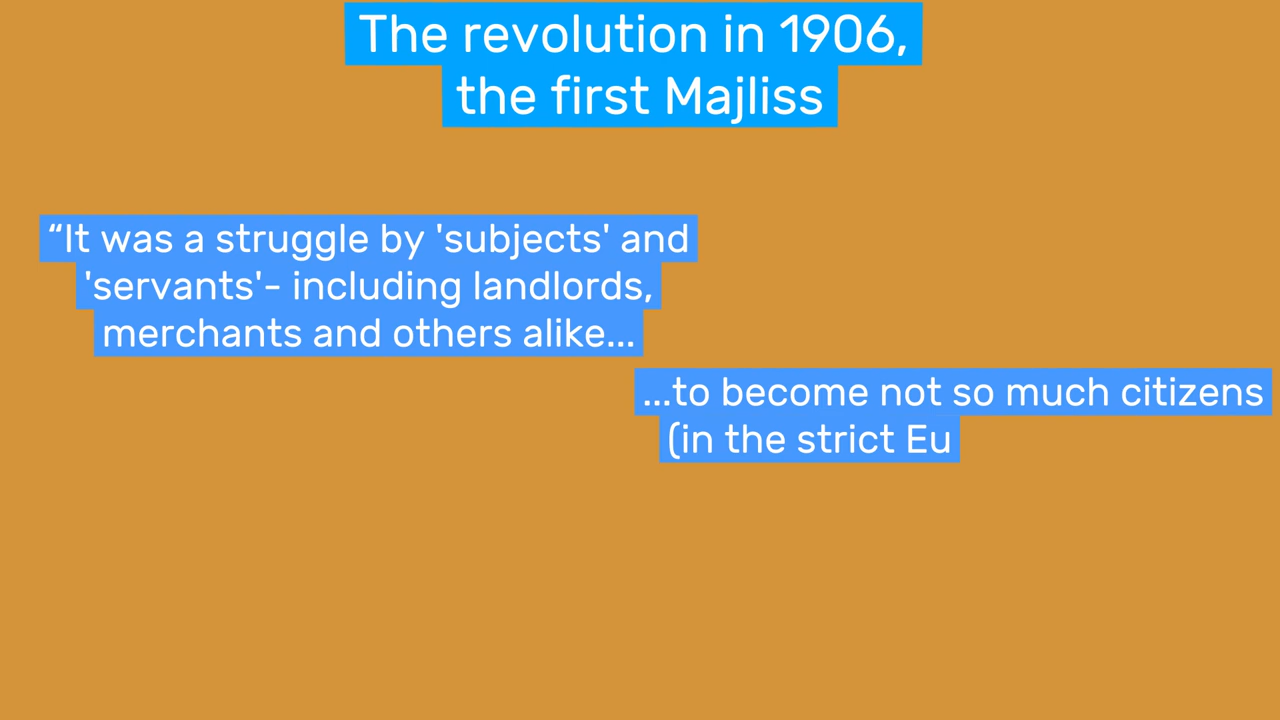 The revolution in 1906,
the first Majliss
“It was a struggle by 'subjects' and
'servants'- including landlords,
merchants and others alike...
...to become not so much citizens
(in the strict Eu